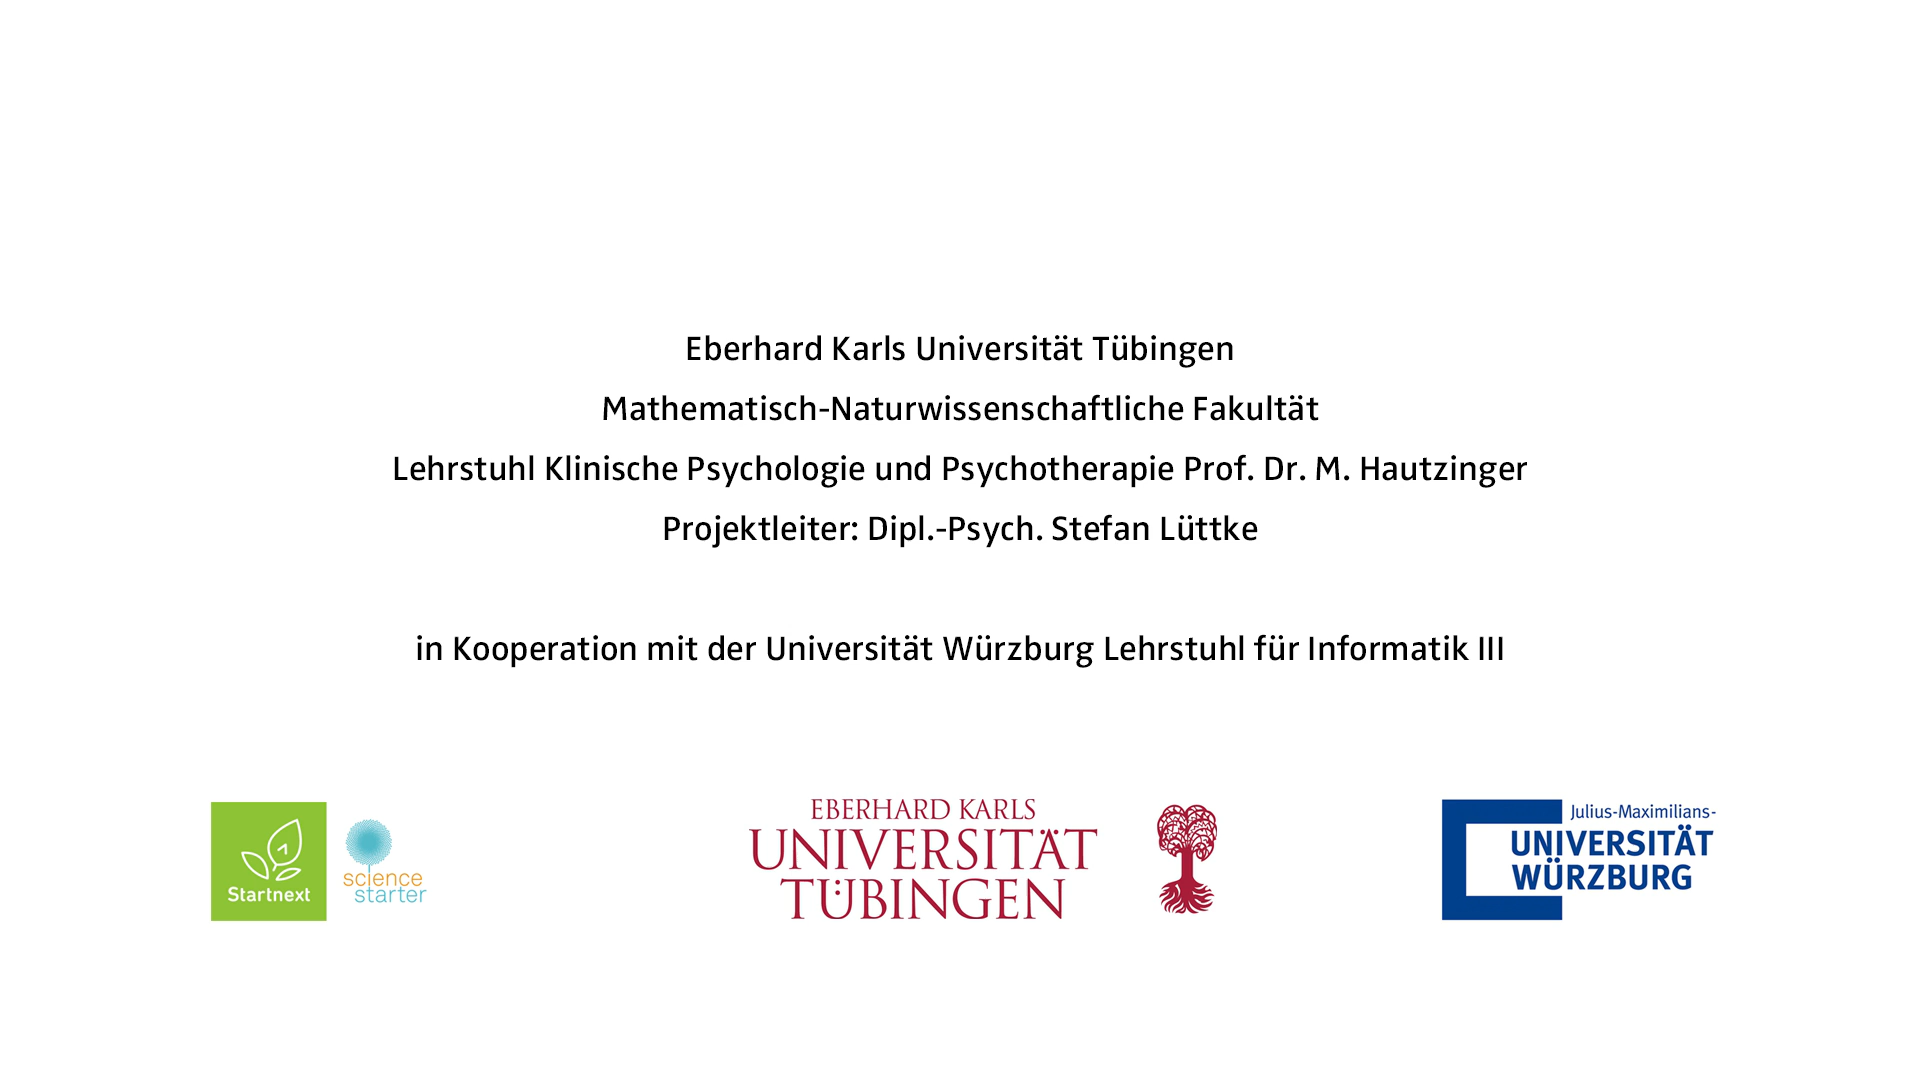 Eberhard Karls Universität Tübingen
Mathematisch-Naturwissenschaftliche Fakultät
Lehrstuhl Klinische Psychologie und Psychotherapie Prof. Dr. M. Hautzinger
Projektleiter: Dipl.-Psych. Stefan Lüttke
in Kooperation mit der Universität Würzburg Lehrstuhl für Informatik III
Startnext
science
starter
EBERHARD KARLS
UNIVERSITÄT
TÜBINGEN
Julius-Maximilians-
UNIVERSITÄT
WÜRZBURG